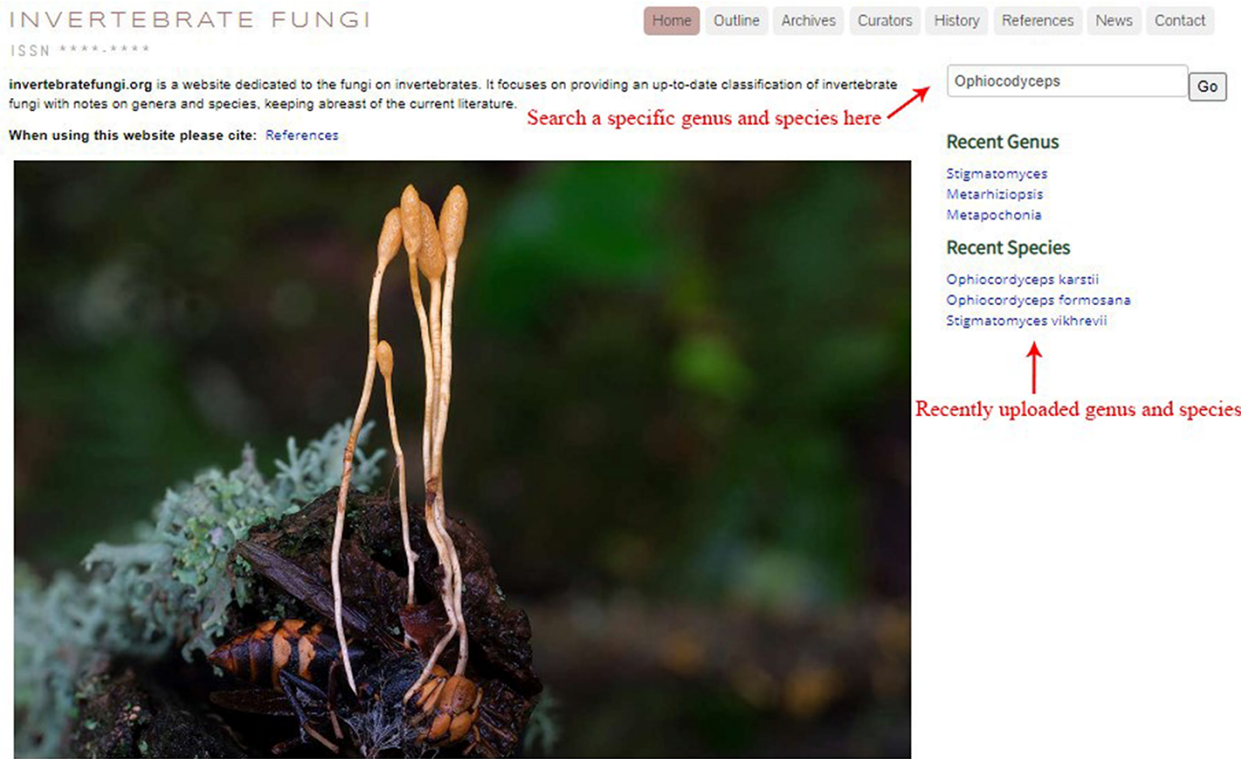 INVERTEBRATE FUNGI
ISSN ****-****
Home Outline Archives Curators History References News Contact
invertebratefungi.org is a website dedicated to the fungi on invertebrates. It focuses on providing an up-to-date classification of invertebrate
fungi with notes on genera and species, keeping abreast of the current literature.
When using this website please cite: References
Search a specific genus and species here
Ophiocodyceps Go
Recent Genus
Stigmatomyces
Metarhiziopsis
Metapochonia
Recent Species
Ophiocordyceps karstii
Ophiocordyceps formosana
Stigmatomyces vikhrevii
Recently uploaded genus and species